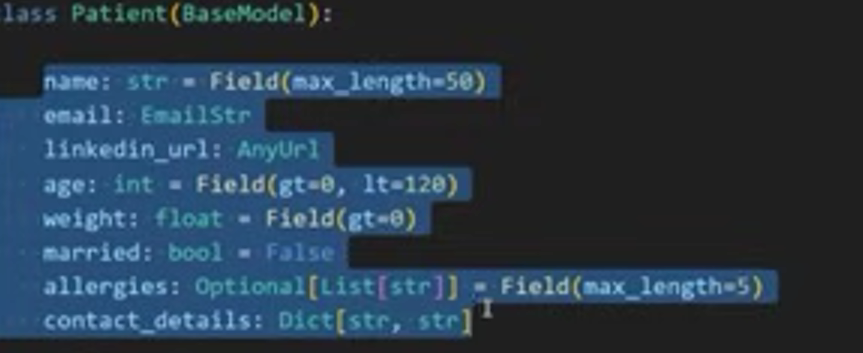 class Patient(BaseModel):
name: str = Field(max_length=50)
email: EmailStr
linkedin_url: AnyUrl
age: int = Field(gt=0, lt=120)
weight: float = Field(gt=0)
married: bool = False
allergies: Optional[List[str]] = Field(max_length=5)
contact_details: Dict[str, str]